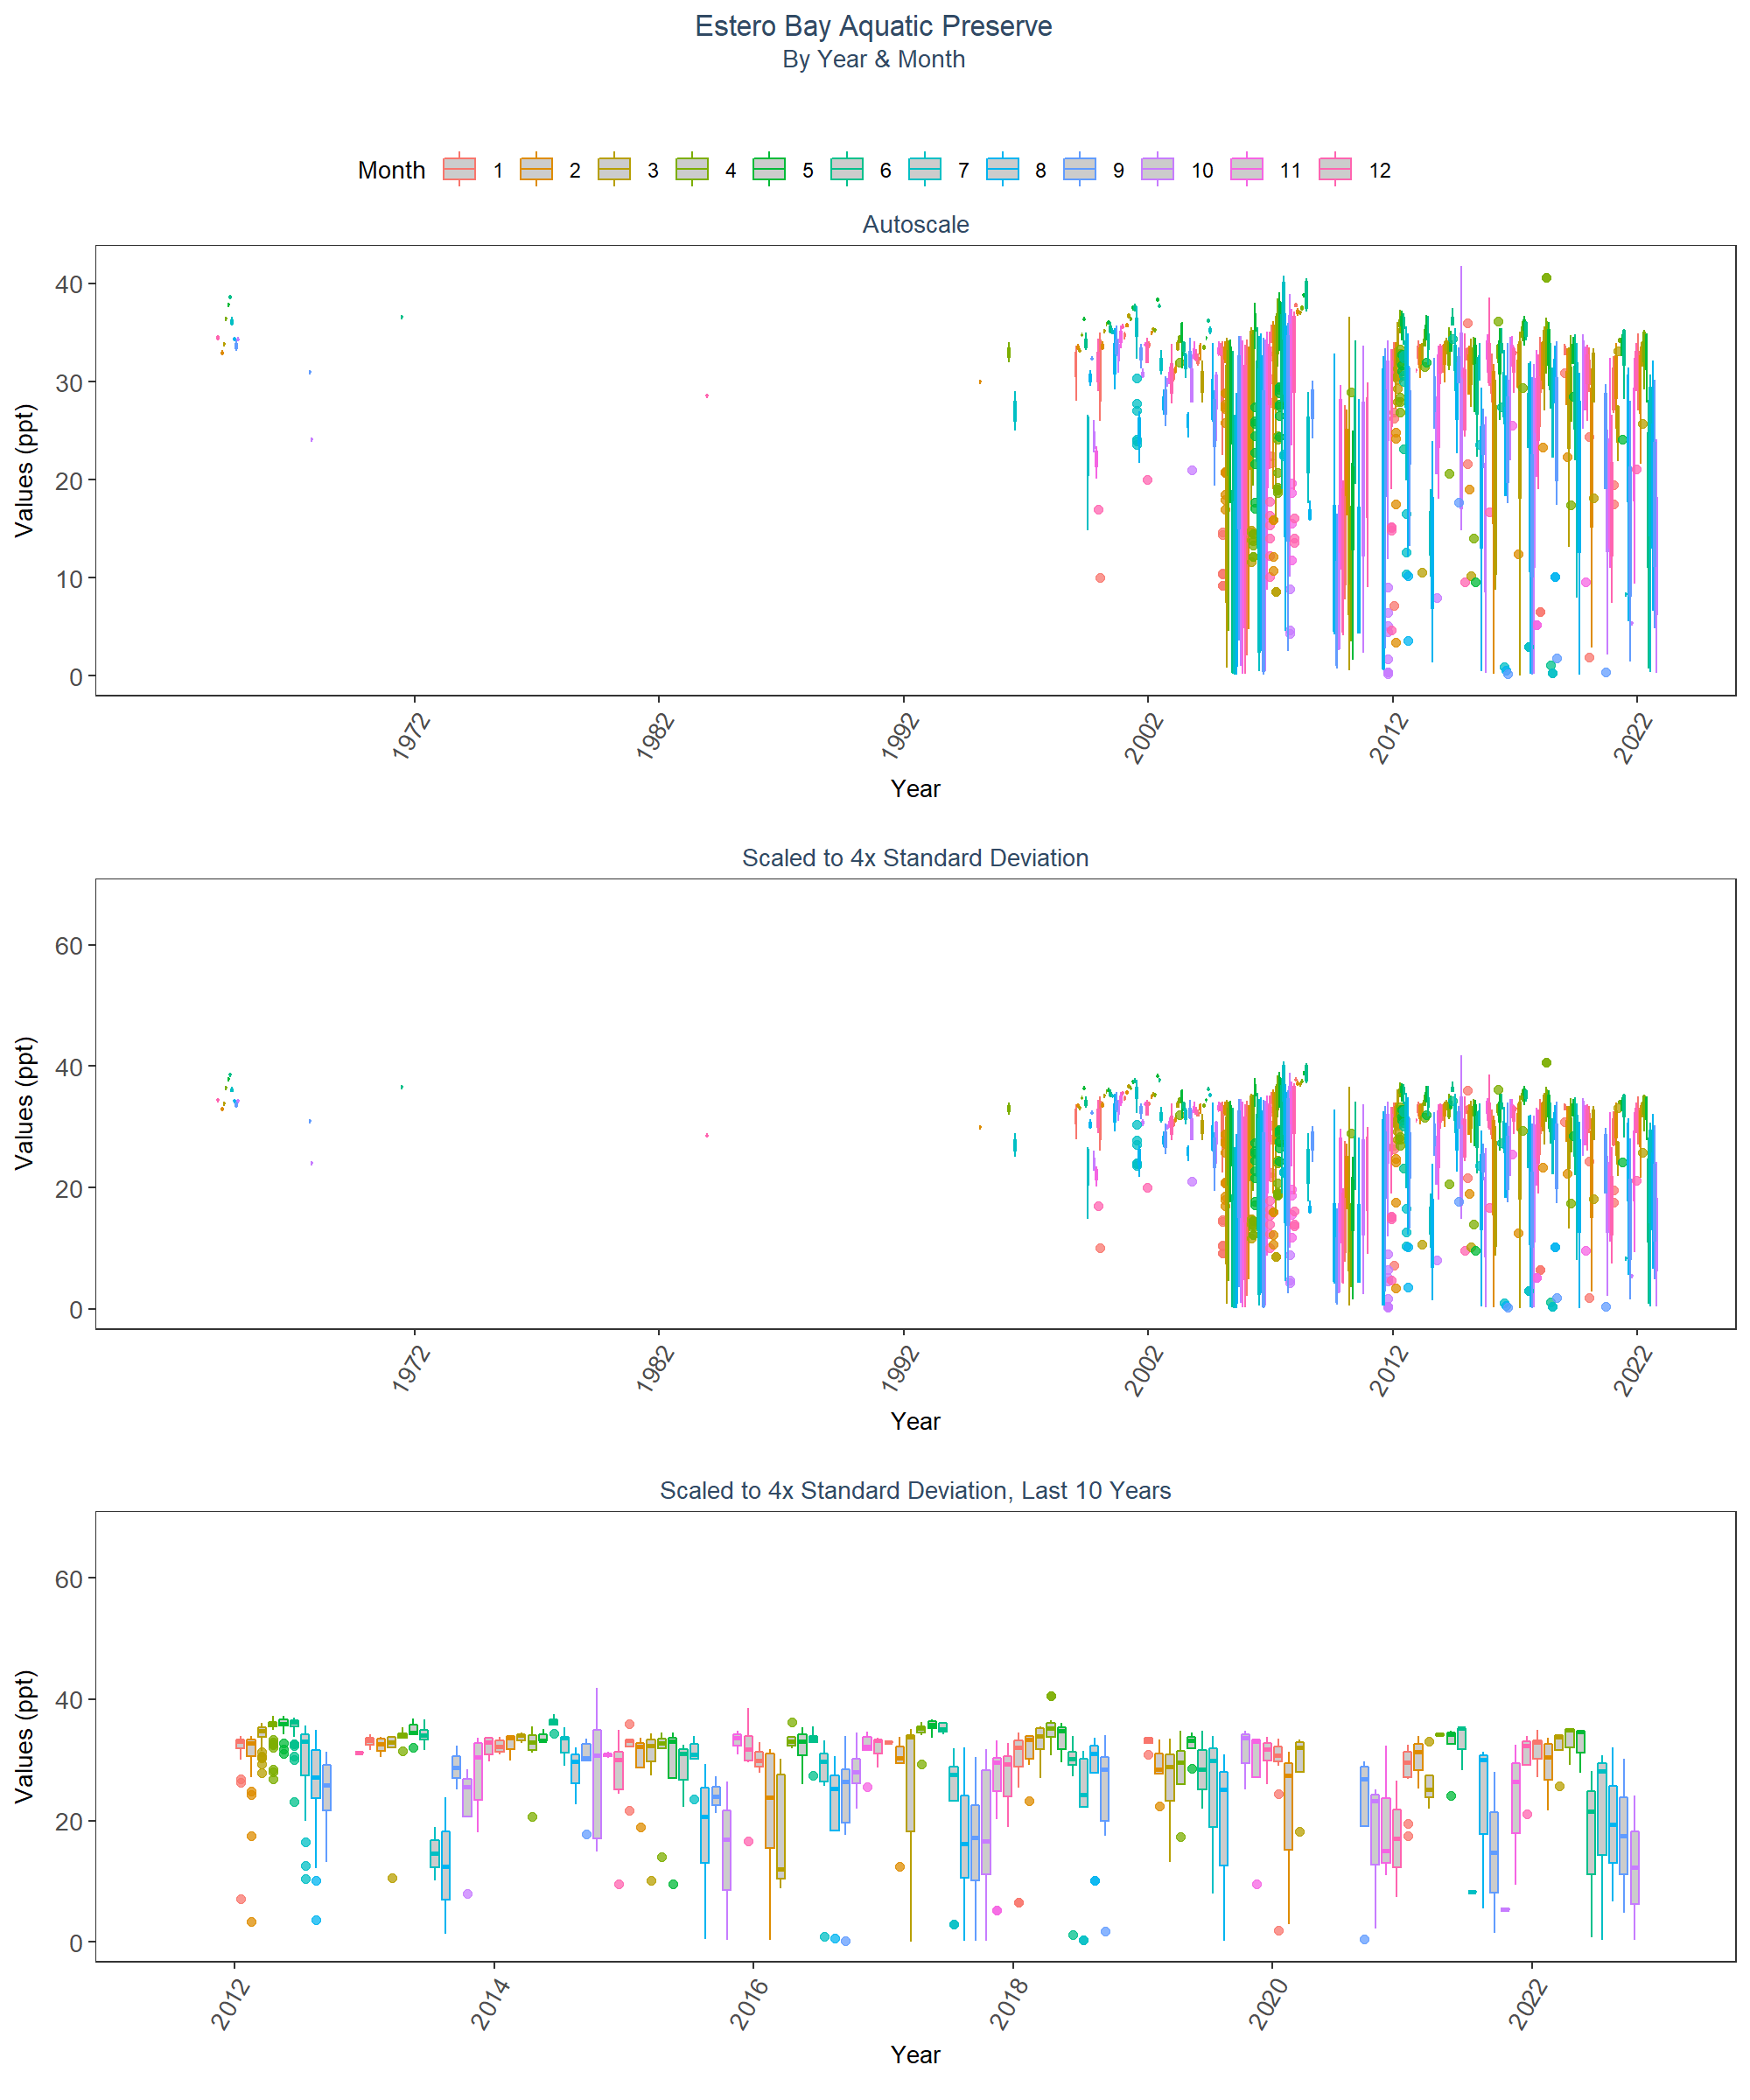 Estero Bay Aquatic Preserve
By Year & Month
Month 1 2 3 4 5 6 7 8 9 10 11 12
Autoscale
Values (ppt)
40
30
20
10
0
1972 1982 1992 2002 2012 2022
Year
Scaled to 4x Standard Deviation
Values (ppt)
60
40
20
0
1972 1982 1992 2002 2012 2022
Year
Scaled to 4x Standard Deviation, Last 10 Years
Values (ppt)
60
40
20
0
2012 2014 2016 2018 2020 2022
Year